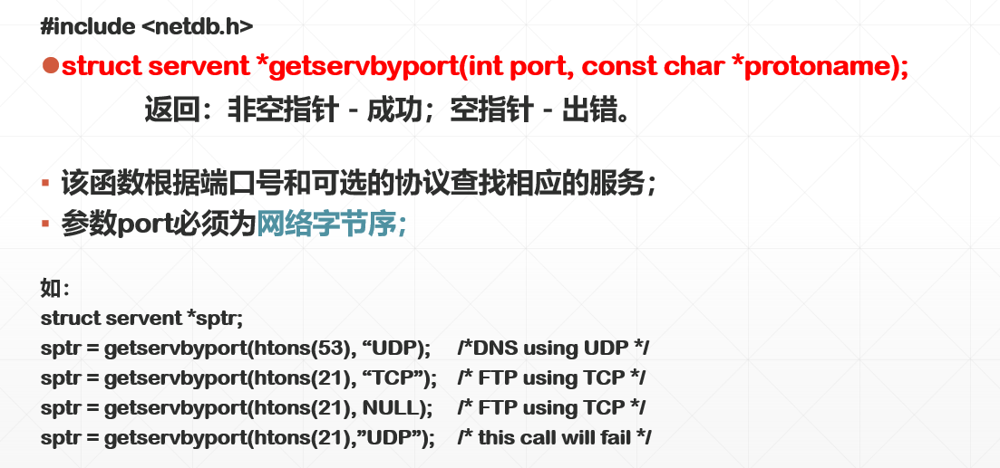 #include <netdb.h>
●struct servent *getservbyport(int port, const char *protoname);
返回：非空指针 - 成功；空指针 - 出错。
▪ 该函数根据端口号和可选的协议查找相应的服务；
▪ 参数port必须为网络字节序；
如：
struct servent *sptr;
sptr = getservbyport(htons(53), “UDP); /*DNS using UDP */
sptr = getservbyport(htons(21), “TCP”); /* FTP using TCP */
sptr = getservbyport(htons(21), NULL); /* FTP using TCP */
sptr = getservbyport(htons(21),”UDP”); /* this call will fail */